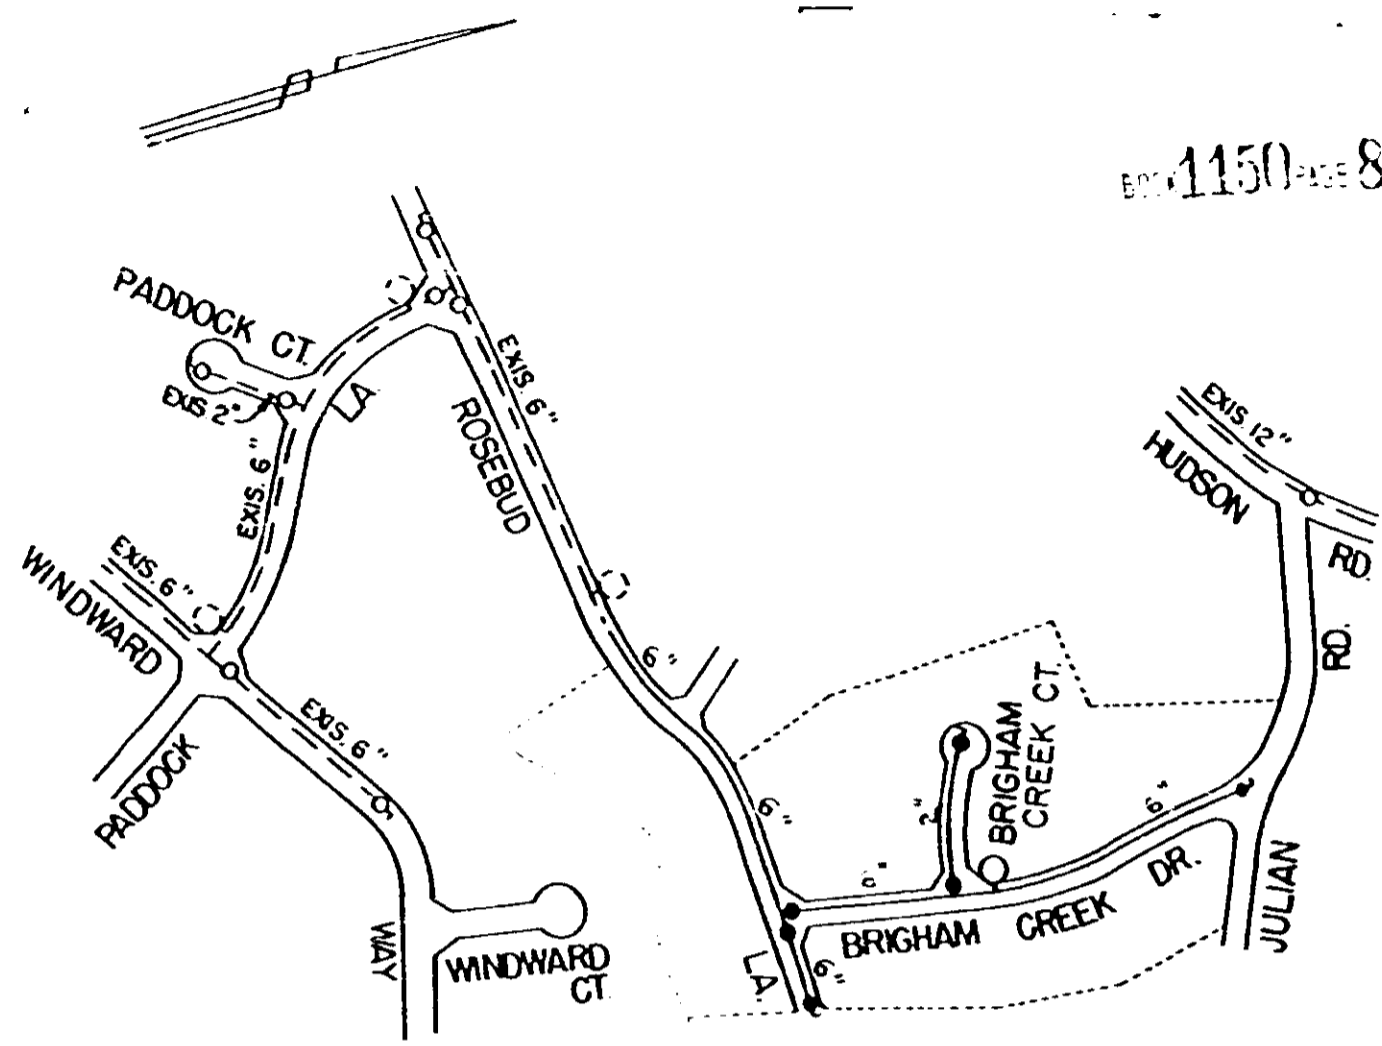 BOOK 1150 PAGE 8
PADDOCK CT.
EXIS. 2"
LA
EXIS. 6"
ROSEBUD
EXIS. 6"
EXIS. 12"
HUDSON
RD.
EXIS. 6"
WINDWARD
RD.
6"
EXIS. 6"
PADDOCK
BRIGHAM
CREEK CT.
6"
2"
6"
6"
DR.
WAY
WINDWARD
CT.
LA.
6"
BRIGHAM CREEK
JULIAN